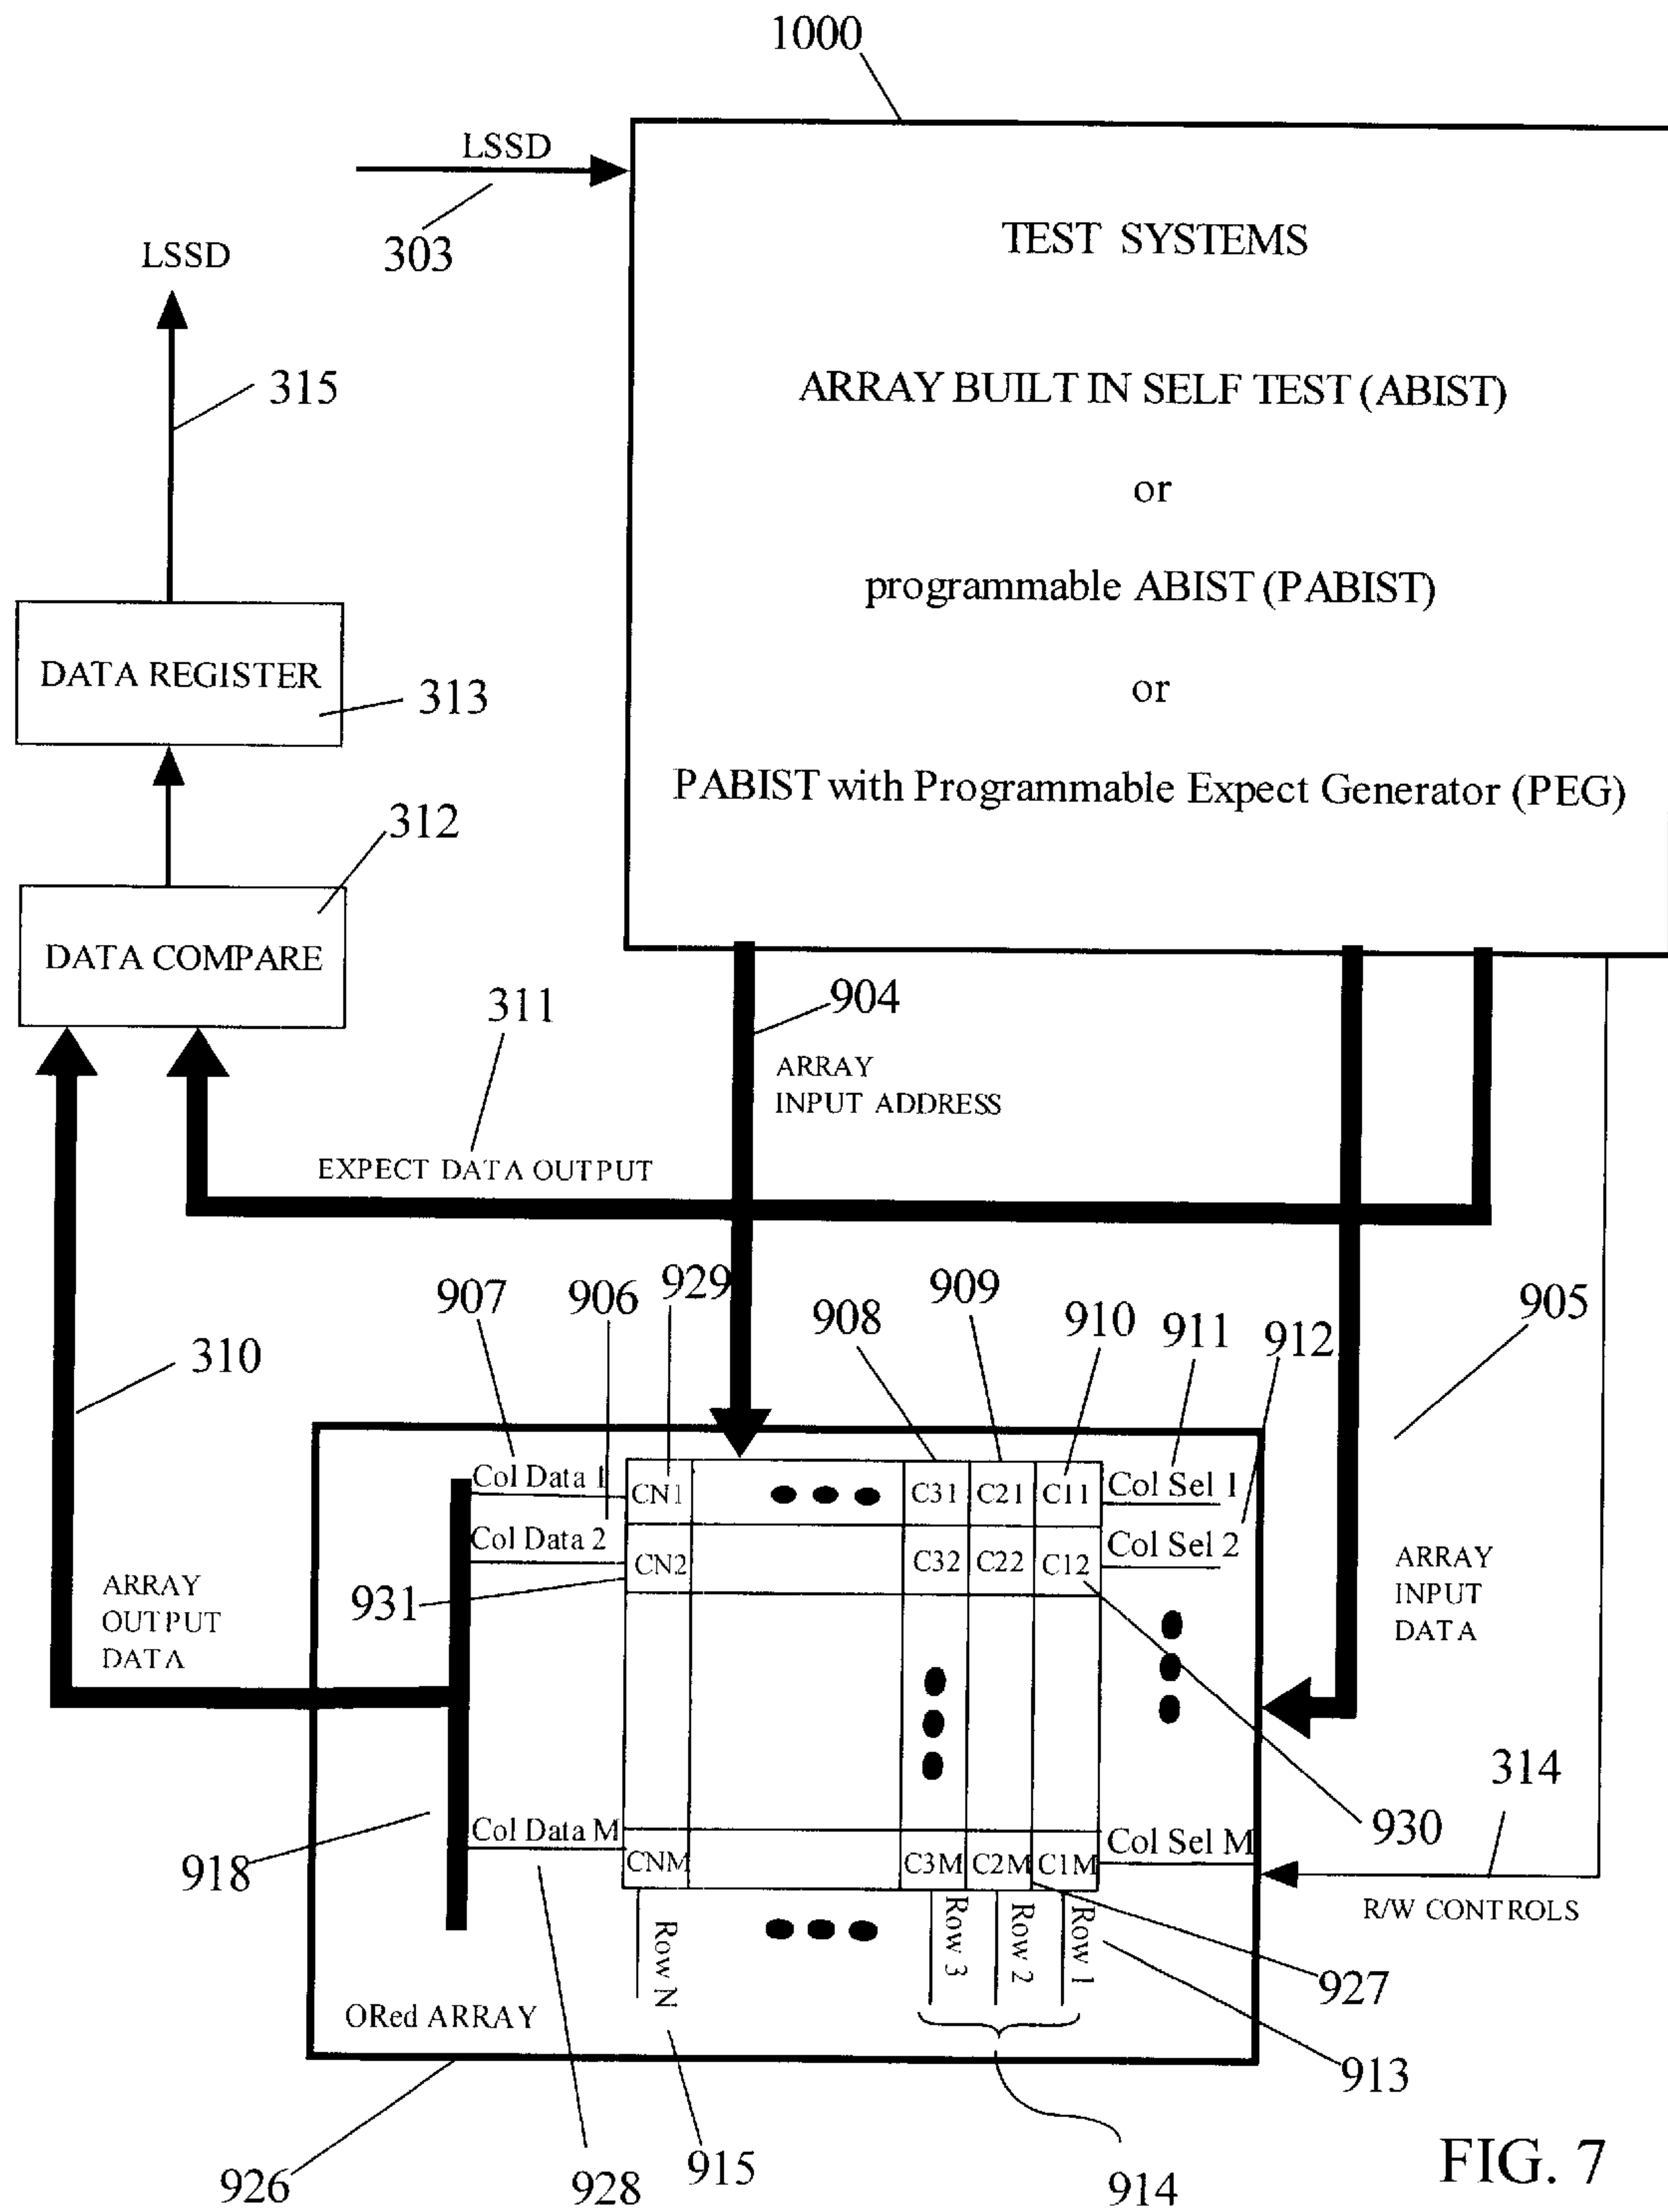 1000
LSSD
303
LSSD
TEST SYSTEMS
ARRAY BUILT IN SELF TEST (ABIST)
or
programmable ABIST (PABIST)
or
PABIST with Programmable Expect Generator (PEG)
315
DATA REGISTER
313
312
DATA COMPARE
311
904
ARRAY
INPUT ADDRESS
EXPECT DATA OUTPUT
907
906
929
908
909
910
911
912
905
310
Col Data 1
CN1
C31
C21
C11
Col Sel 1
Col Data 2
CN2
C32
C22
C12
Col Sel 2
931
ARRAY
OUTPUT
DATA
ARRAY
INPUT
DATA
314
930
918
Col Data M
CNM
C3M
C2M
C1M
Col Sel M
R/W CONTROLS
Row N
Row 3
Row 2
Row 1
927
913
ORed ARRAY
926
928
915
914
FIG. 7